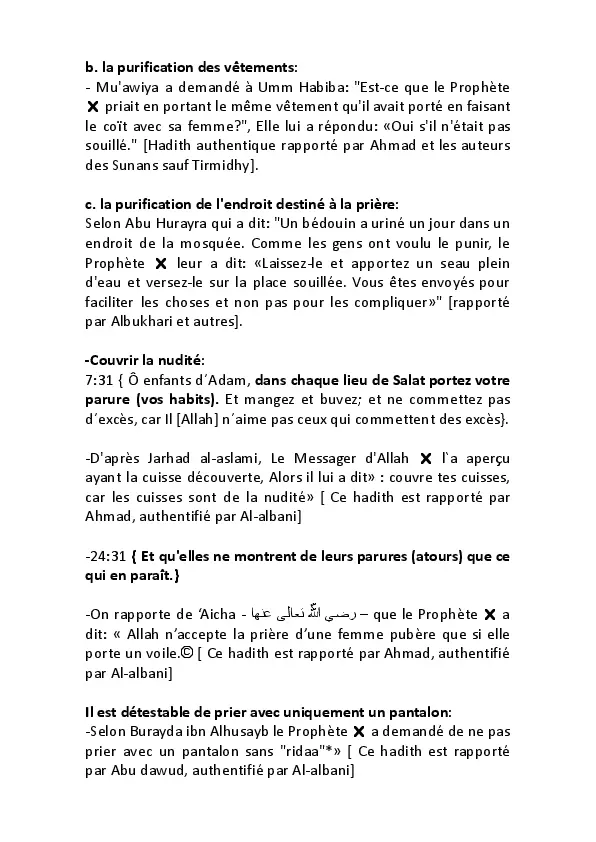 b. la purification des vêtements:
- Mu'awiya a demandé à Umm Habiba: "Est-ce que le Prophète
🗙 priait en portant le même vêtement qu'il avait porté en faisant
le coït avec sa femme?", Elle lui a répondu: «Oui s'il n'était pas
souillé." [Hadith authentique rapporté par Ahmad et les auteurs
des Sunans sauf Tirmidhy].
c. la purification de l'endroit destiné à la prière:
Selon Abu Hurayra qui a dit: "Un bédouin a uriné un jour dans un
endroit de la mosquée. Comme les gens ont voulu le punir, le
Prophète 🗙 leur a dit: «Laissez-le et apportez un seau plein
d'eau et versez-le sur la place souillée. Vous êtes envoyés pour
faciliter les choses et non pas pour les compliquer»" [rapporté
par Albukhari et autres].
-Couvrir la nudité:
7:31 { Ô enfants d´Adam, dans chaque lieu de Salat portez votre
parure (vos habits). Et mangez et buvez; et ne commettez pas
d´excès, car Il [Allah] n´aime pas ceux qui commettent des excès}.
-D'après Jarhad al-aslami, Le Messager d'Allah 🗙 l`a aperçu
ayant la cuisse découverte, Alors il lui a dit» : couvre tes cuisses,
car les cuisses sont de la nudité» [ Ce hadith est rapporté par
Ahmad, authentifié par Al-albani]
-24:31 { Et qu'elles ne montrent de leurs parures (atours) que ce
qui en paraît.}
-On rapporte de ‘Aicha - رضي الله تعالى عنها – que le Prophète 🗙 a
dit: « Allah n’accepte la prière d’une femme pubère que si elle
porte un voile.© [ Ce hadith est rapporté par Ahmad, authentifié
par Al-albani]
Il est détestable de prier avec uniquement un pantalon:
-Selon Burayda ibn Alhusayb le Prophète 🗙 a demandé de ne pas
prier avec un pantalon sans "ridaa"*» [ Ce hadith est rapporté
par Abu dawud, authentifié par Al-albani]